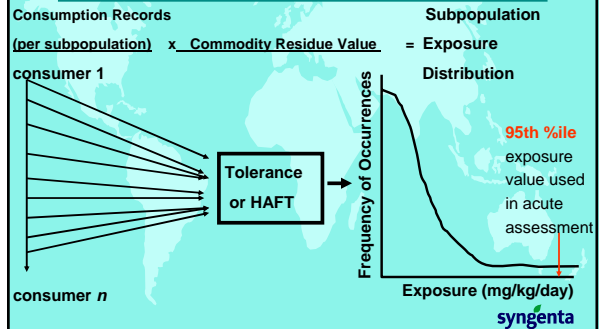 Consumption Records
(per subpopulation) x Commodity Residue Value = Exposure
Subpopulation
Distribution
consumer 1
Tolerance
or HAFT
consumer n
Frequency of Occurrences
95th %ile
exposure
value used
in acute
assessment
Exposure (mg/kg/day)
syngenta